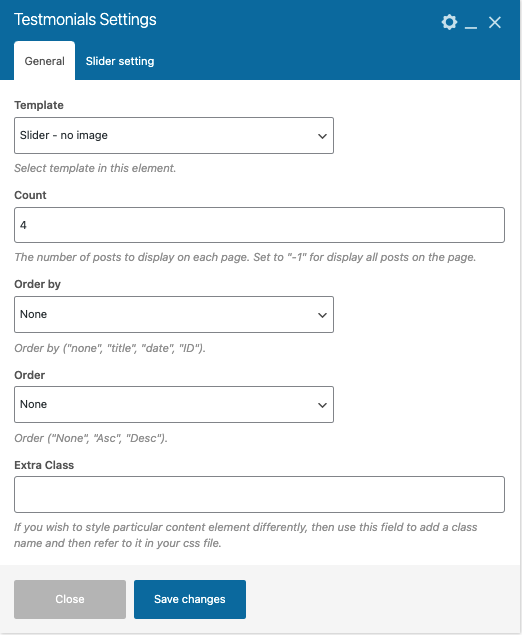 Testmonials Settings
General
Slider setting
Template
Slider - no image
Select template in this element.
Count
4
The number of posts to display on each page. Set to "-1" for display all posts on the page.
Order by
None
Order by ("none", "title", "date", "ID").
Order
None
Order ("None", "Asc", "Desc").
Extra Class
If you wish to style particular content element differently, then use this field to add a class
name and then refer to it in your css file.
Close
Save changes